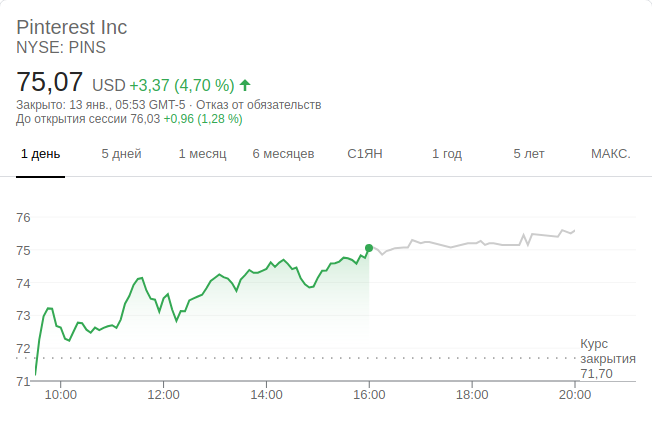 Pinterest Inc
NYSE: PINS
75,07 USD +3,37 (4,70 %)
Закрыто: 13 янв., 05:53 GMT-5 · Отказ от обязательств
До открытия сессии 76,03 +0,96 (1,28 %)
1 день 5 дней 1 месяц 6 месяцев С1ЯН 1 год 5 лет МАКС.
76
75
74
73
72
71
Курс
закрытия
71,70
10:00 12:00 14:00 16:00 18:00 20:00